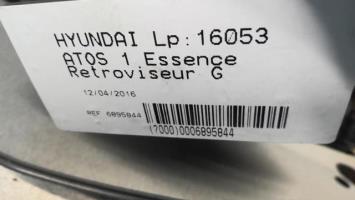 HYUNDAI Lp:16053
ATOS 1 Essence
Retroviseur G
12/04/2016
REF 6895844
(7000)0006895844